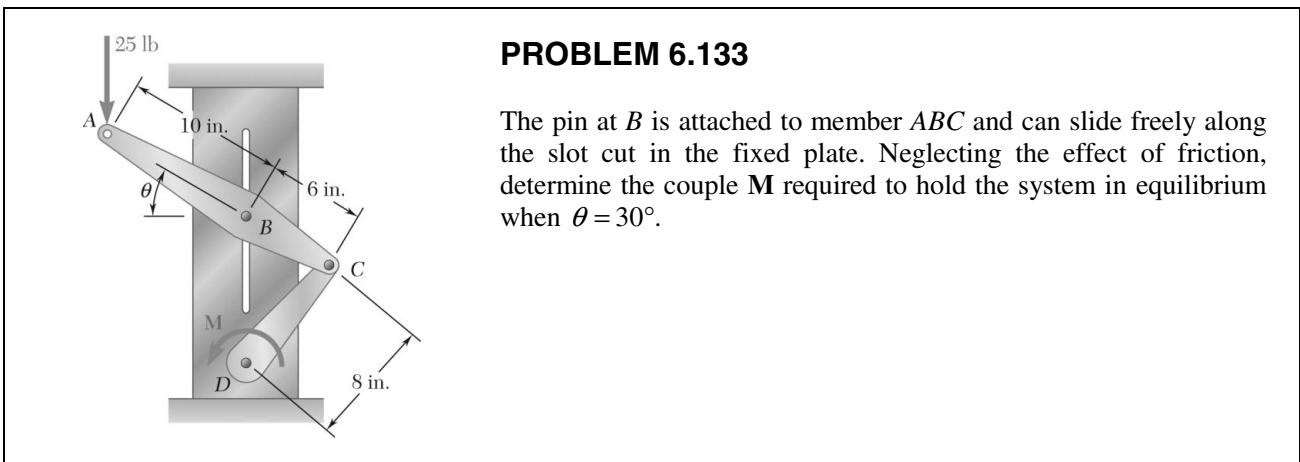 25 lb
A
10 in.
6 in.
θ
B
C
M
D
8 in.
PROBLEM 6.133
The pin at B is attached to member ABC and can slide freely along
the slot cut in the fixed plate. Neglecting the effect of friction,
determine the couple M required to hold the system in equilibrium
when θ = 30°.